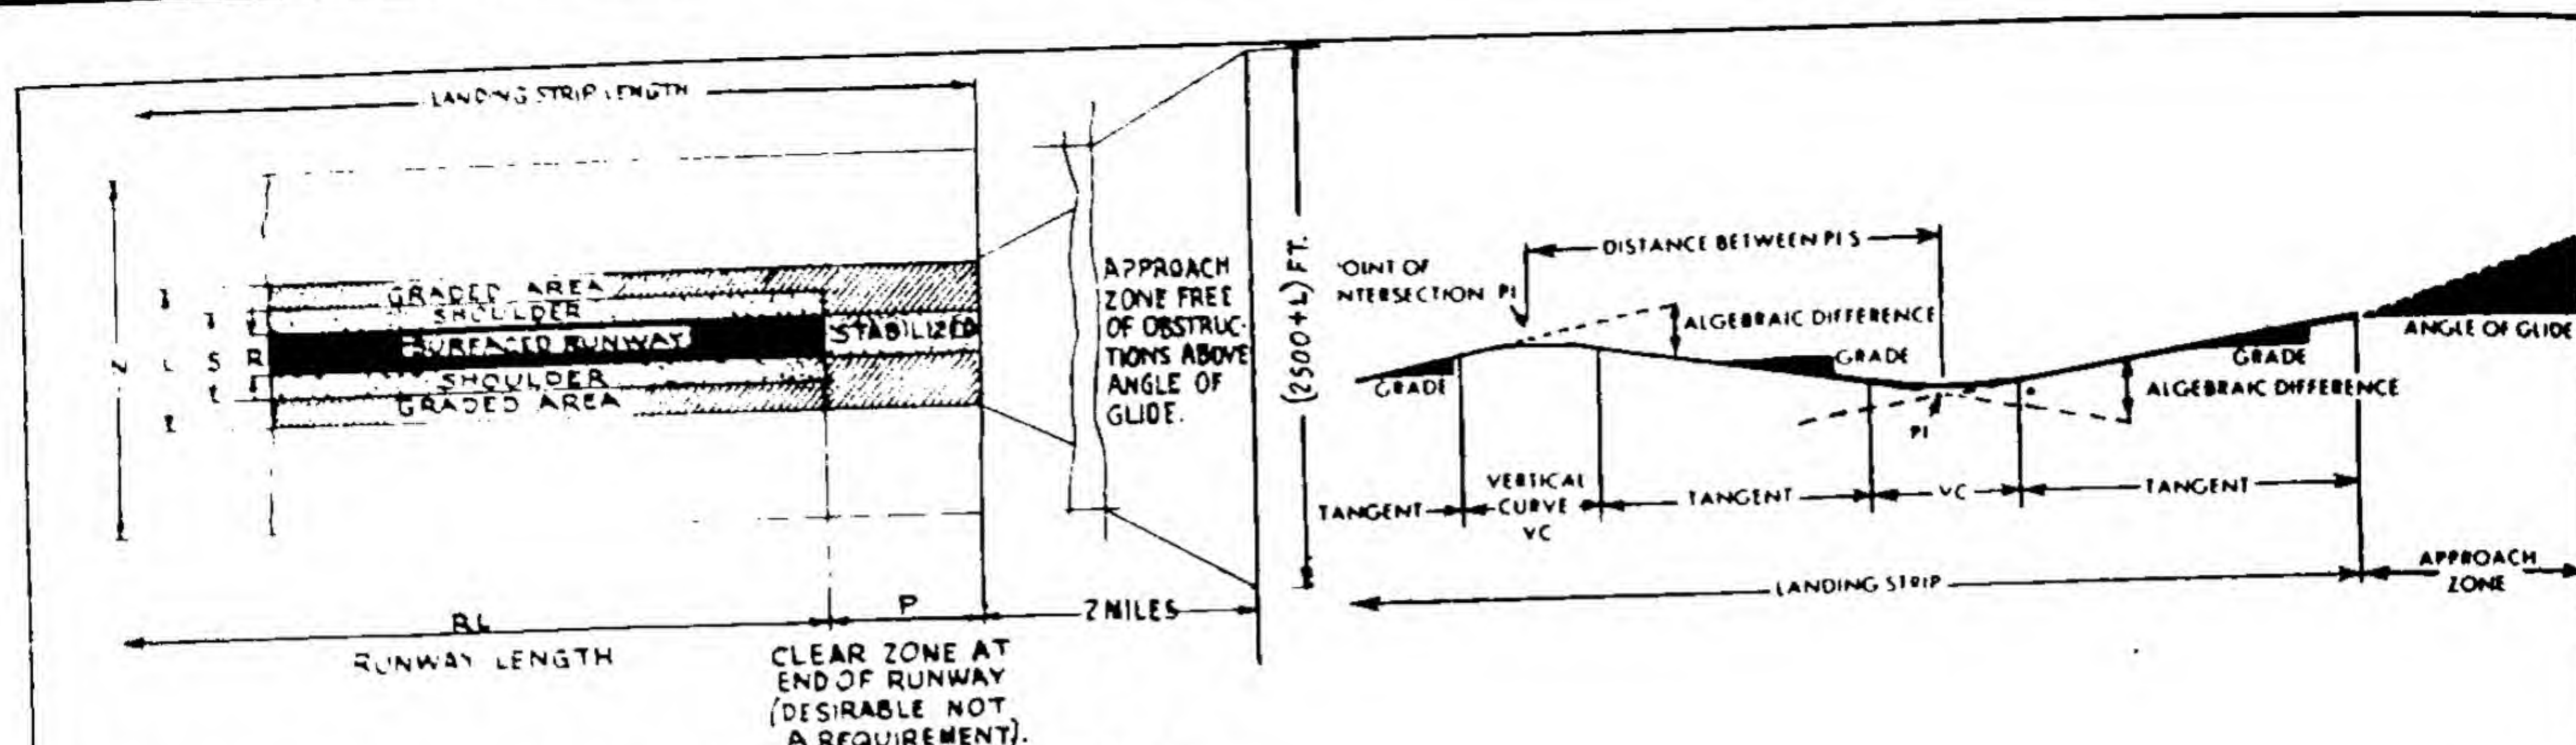 LANDING STRIP LENGTH
GRADED AREA
SHOULDER
SURFACED RUNWAY
SHOULDER
GRADED AREA
STABILIZED
L
S
R
APPROACH
ZONE FREE
OF OBSTRUC-
TIONS ABOVE
ANGLE OF
GLIDE.
(2500+L) FT.
RL
RUNWAY LENGTH
P
2 MILES
CLEAR ZONE AT
END OF RUNWAY
(DESIRABLE NOT
A REQUIREMENT).
OINT OF
NTERSECTION PI
DISTANCE BETWEEN PI S
ALGEBRAIC DIFFERENCE
GRADE
GRADE
GRADE
ANGLE OF GLIDE
ALGEBRAIC DIFFERENCE
PI
TANGENT
VERTICAL
CURVE
VC
TANGENT
VC
TANGENT
LANDING STRIP
APPROACH
ZONE